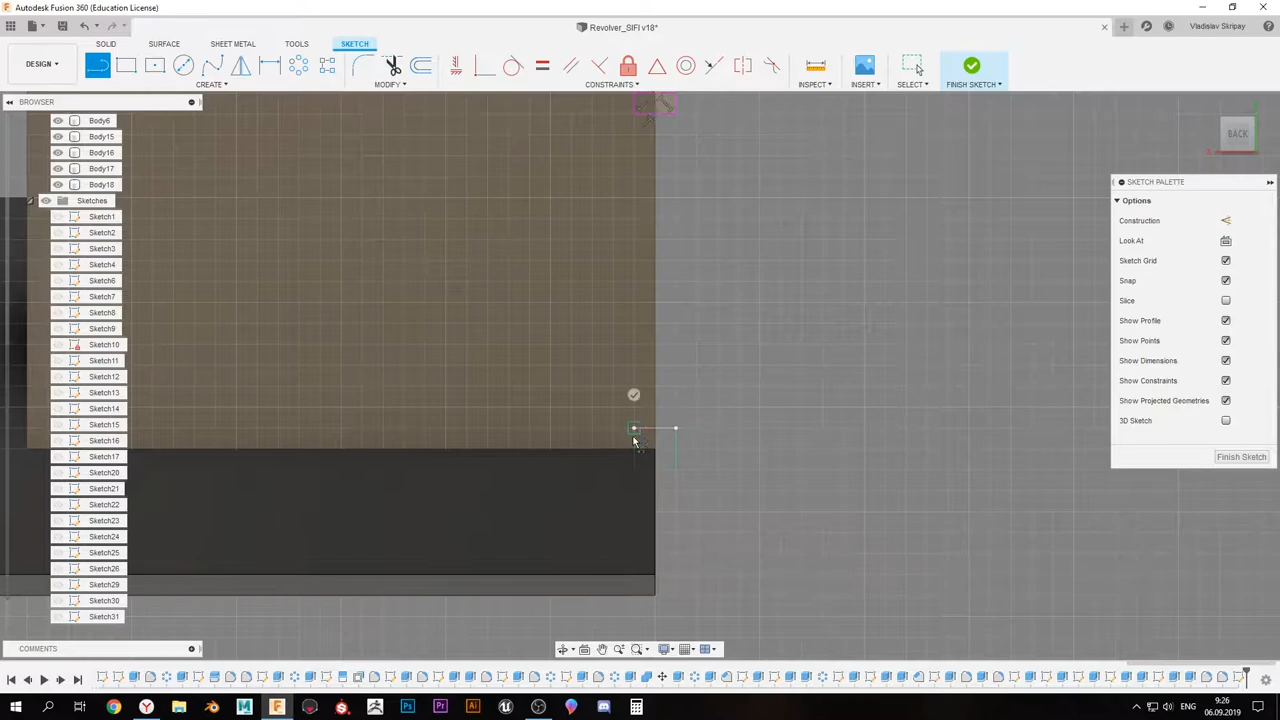 Autodesk Fusion 360 (Education License)
Revolver_SIFI v18*
Vladislav Skripay
DESIGN
SOLID SURFACE SHEET METAL TOOLS SKETCH
CREATE MODIFY CONSTRAINTS INSPECT INSERT SELECT FINISH SKETCH
BROWSER
Body6
Body15
Body16
Body17
Body18
Sketches
Sketch1
Sketch2
Sketch3
Sketch4
Sketch6
Sketch7
Sketch8
Sketch9
Sketch10
Sketch11
Sketch12
Sketch13
Sketch14
Sketch15
Sketch16
Sketch17
Sketch20
Sketch21
Sketch22
Sketch23
Sketch24
Sketch25
Sketch26
Sketch29
Sketch30
Sketch31
BACK
SKETCH PALETTE
Options
Construction
Look At
Sketch Grid
Snap
Slice
Show Profile
Show Points
Show Dimensions
Show Constraints
Show Projected Geometries
3D Sketch
Finish Sketch
COMMENTS
9:26
06.09.2019